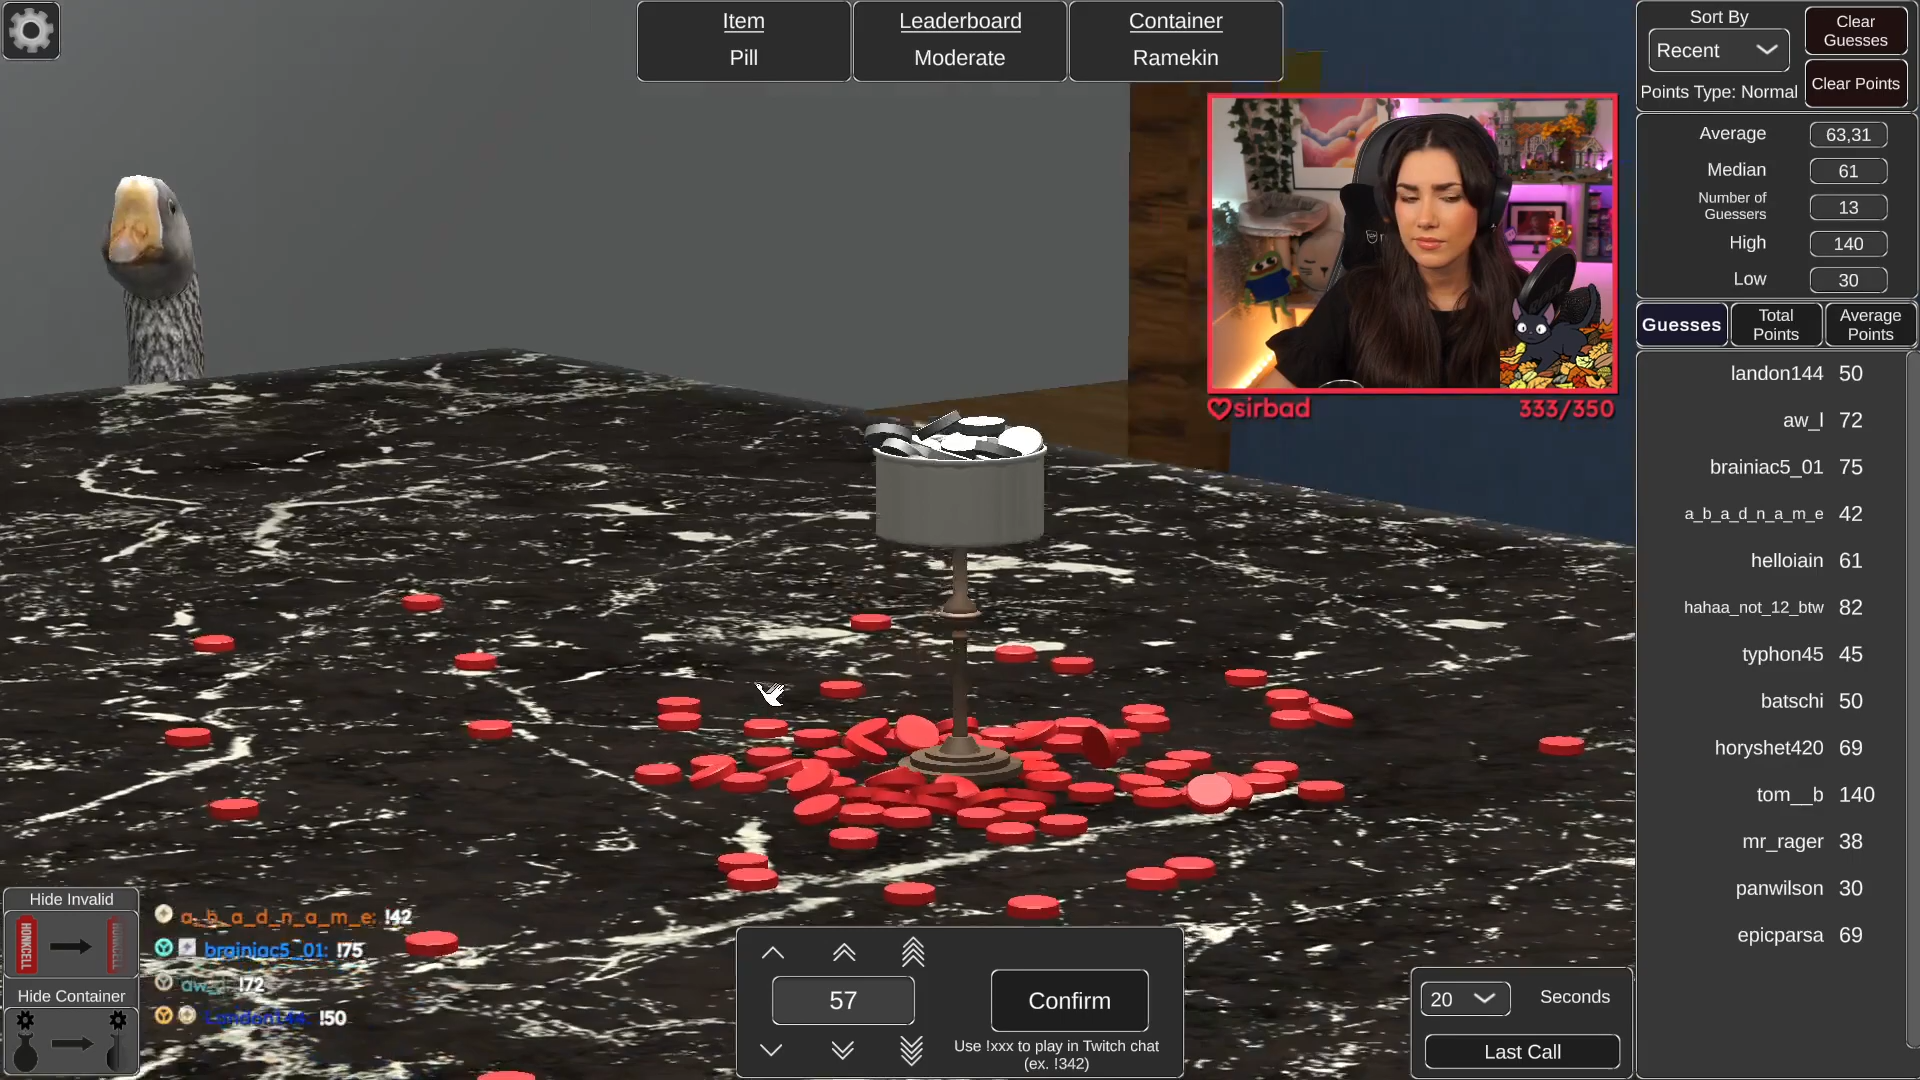 Item
Pill
Leaderboard
Moderate
Container
Ramekin
Sort By
Recent
Clear
Guesses
Points Type: Normal
Clear Points
Average 63,31
Median 61
Number of
Guessers
13
High 140
Low 30
Guesses
Total
Points
Average
Points
landon144 50
aw_l 72
brainiac5_01 75
a_b_a_d_n_a_m_e 42
helloiain 61
hahaa_not_12_btw 82
typhon45 45
batschi 50
horyshet420 69
tom__b 140
mr_rager 38
panwilson 30
epicparsa 69
sirbad 333/350
Hide Invalid
HONKCELL
HONKCELL
Hide Container
a_b_a_d_n_a_m_e: !42
brainiac5_01: !75
aw_l: !72
Landon144: !50
57
Confirm
Use !xxx to play in Twitch chat
(ex. !342)
20 Seconds
Last Call